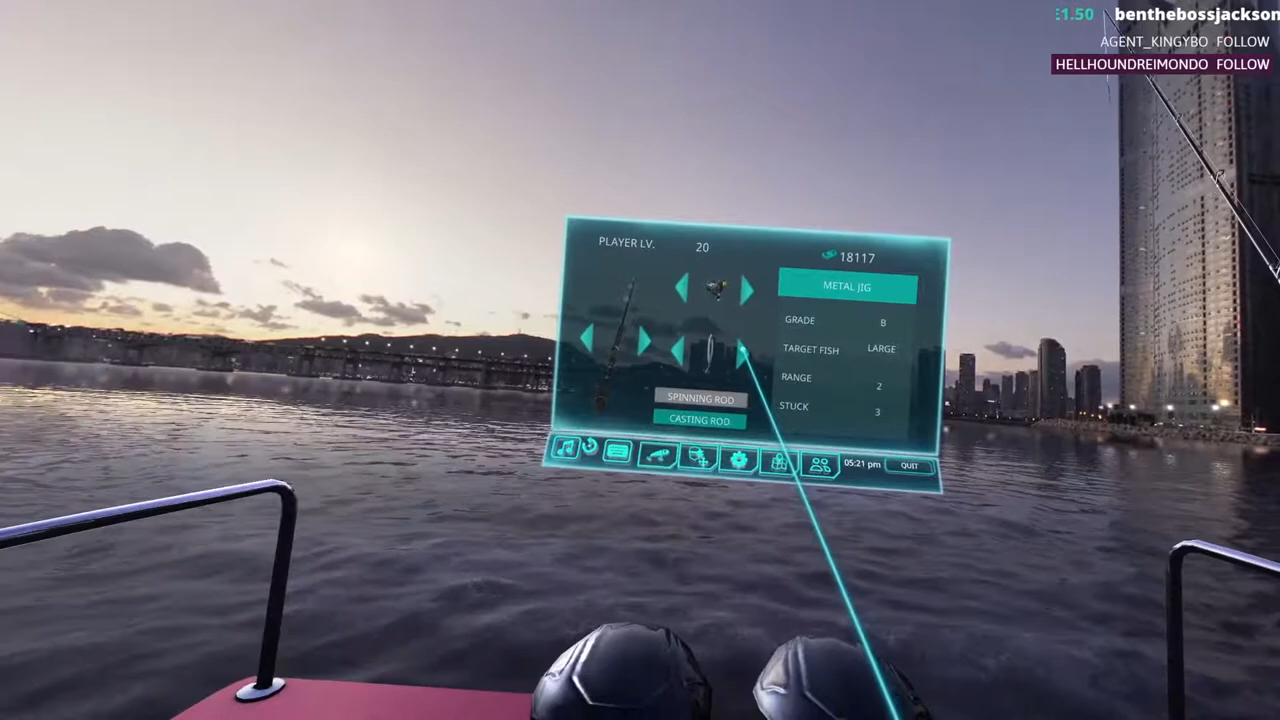 £1.50 benthebossjackson
AGENT_KINGYBO FOLLOW
HELLHOUNDREIMONDO FOLLOW
PLAYER LV. 20 18117
METAL JIG
GRADE B
TARGET FISH LARGE
RANGE 2
STUCK 3
SPINNING ROD
CASTING ROD
05:21 pm QUIT